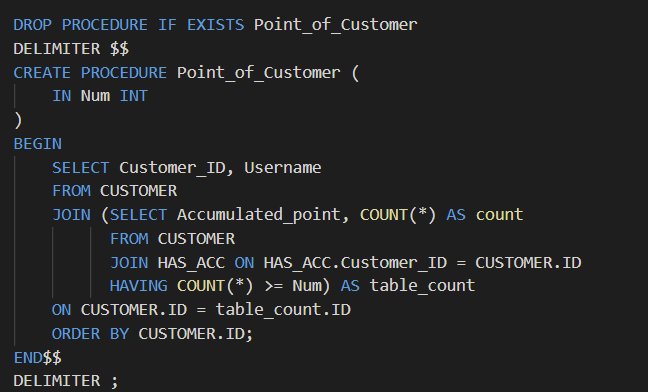 DROP PROCEDURE IF EXISTS Point_of_Customer
DELIMITER $$
CREATE PROCEDURE Point_of_Customer (
    IN Num INT
)
BEGIN
    SELECT Customer_ID, Username
    FROM CUSTOMER
    JOIN (SELECT Accumulated_point, COUNT(*) AS count
          FROM CUSTOMER
          JOIN HAS_ACC ON HAS_ACC.Customer_ID = CUSTOMER.ID
          HAVING COUNT(*) >= Num) AS table_count
    ON CUSTOMER.ID = table_count.ID
    ORDER BY CUSTOMER.ID;
END$$
DELIMITER ;